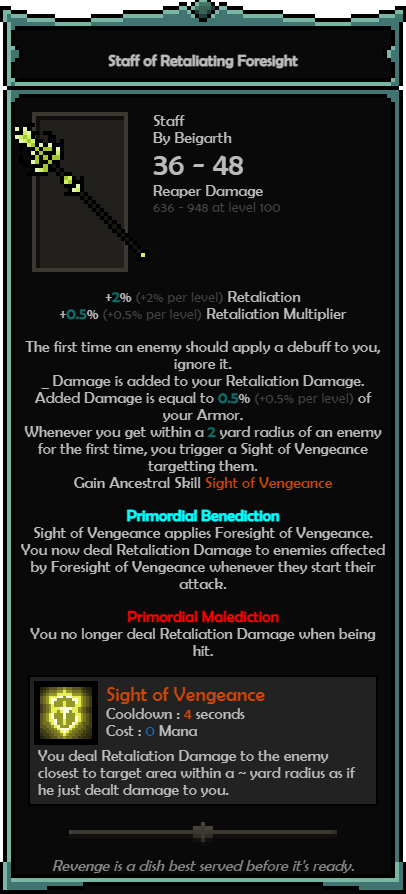 Staff of Retaliating Foresight
Staff
By Beigarth
36 - 48
Reaper Damage
636 - 948 at level 100
+2% (+2% per level) Retaliation
+0.5% (+0.5% per level) Retaliation Multiplier
The first time an enemy should apply a debuff to you,
ignore it.
_ Damage is added to your Retaliation Damage.
Added Damage is equal to 0.5% (+0.5% per level) of
your Armor.
Whenever you get within a 2 yard radius of an enemy
for the first time, you trigger a Sight of Vengeance
targetting them.
Gain Ancestral Skill Sight of Vengeance
Primordial Benediction
Sight of Vengeance applies Foresight of Vengeance.
You now deal Retaliation Damage to enemies affected
by Foresight of Vengeance whenever they start their
attack.
Primordial Malediction
You no longer deal Retaliation Damage when being
hit.
Sight of Vengeance
Cooldown : 4 seconds
Cost : 0 Mana
You deal Retaliation Damage to the enemy
closest to target area within a ~ yard radius as if
he just dealt damage to you.
Revenge is a dish best served before it's ready.